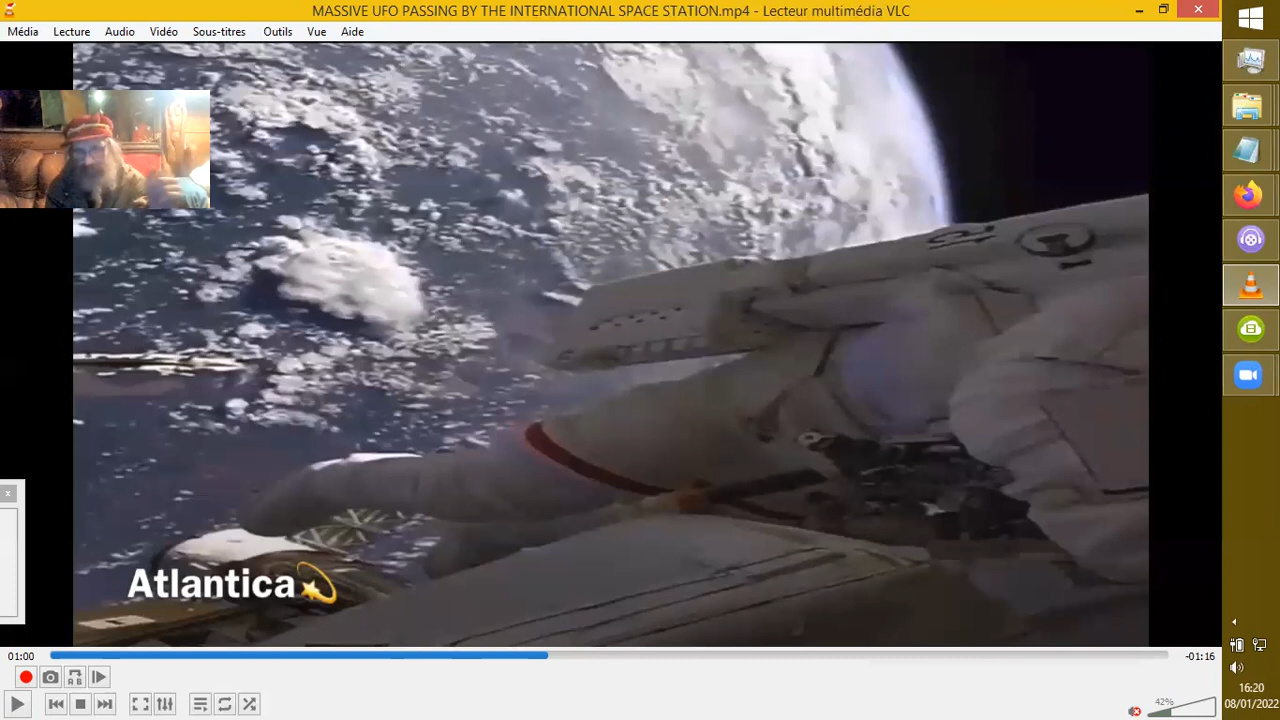 MASSIVE UFO PASSING BY THE INTERNATIONAL SPACE STATION.mp4 - Lecteur multimédia VLC
Média Lecture Audio Vidéo Sous-titres Outils Vue Aide
Atlantica
01:00
-01:16
42%
16:20
08/01/2022